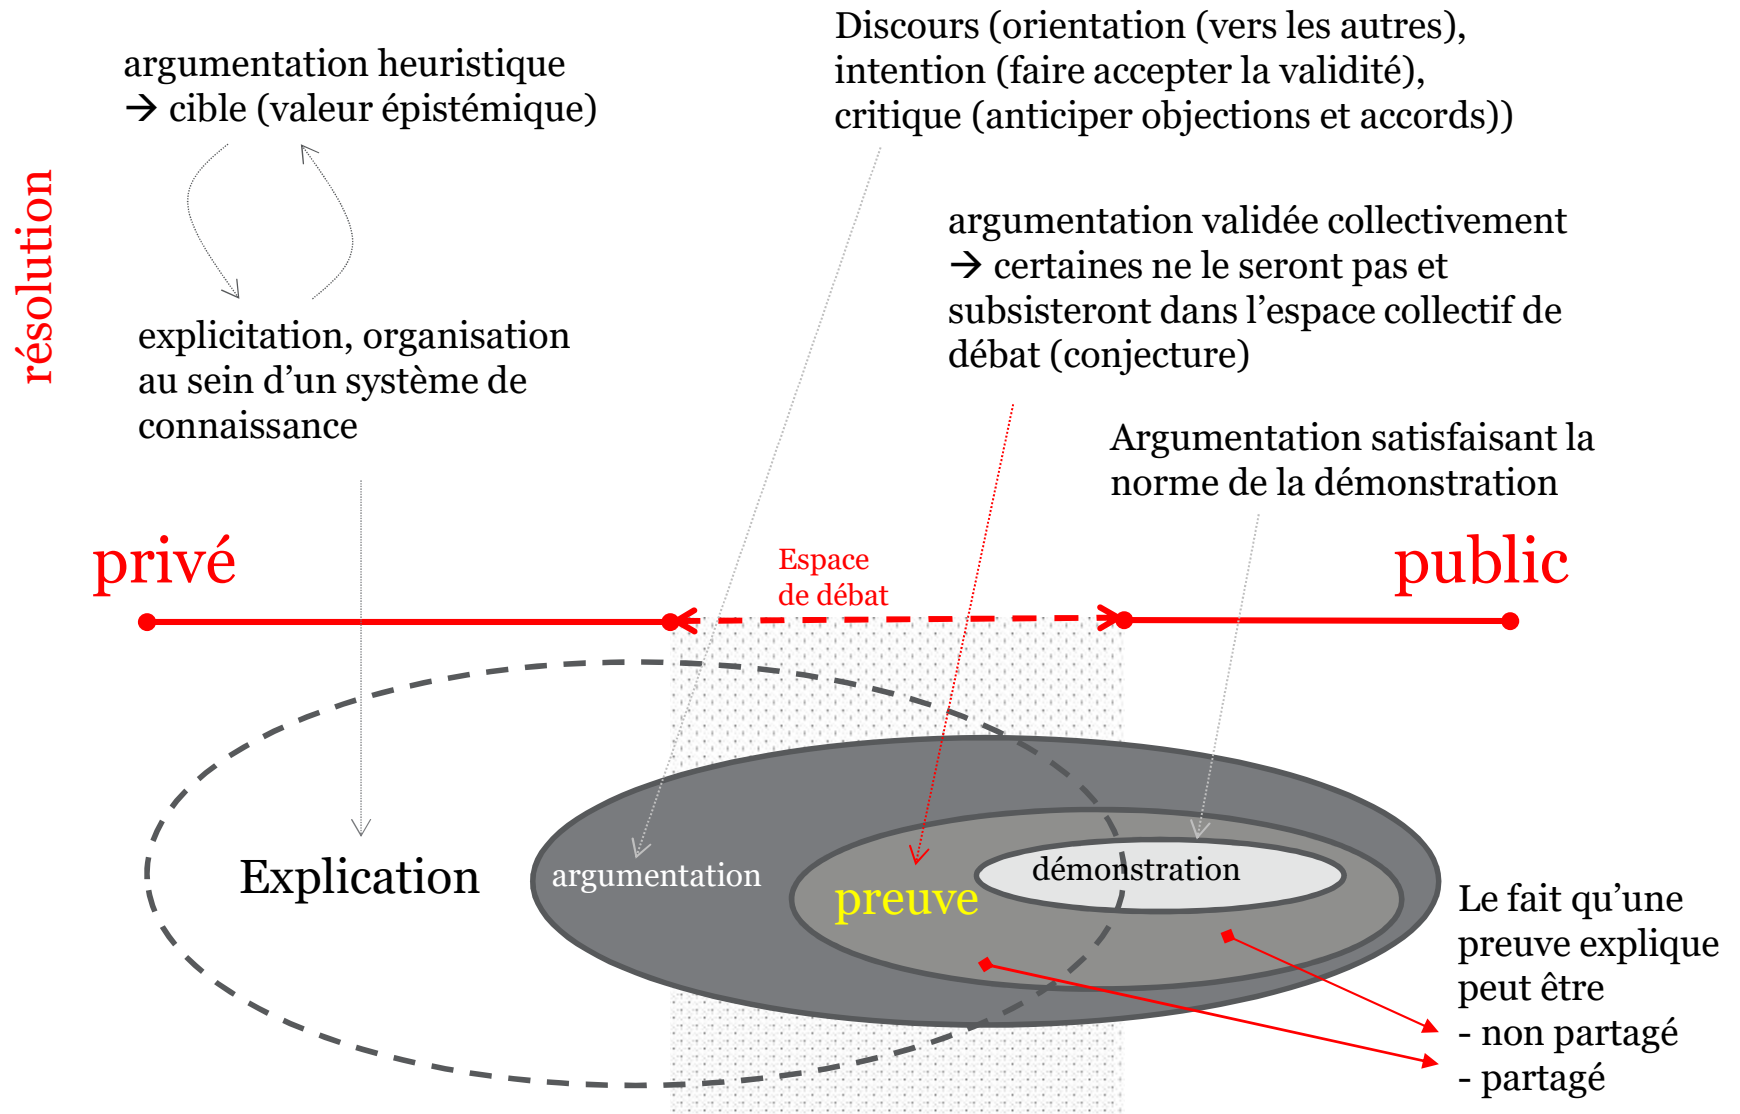 argumentation heuristique
→ cible (valeur épistémique)
Discours (orientation (vers les autres),
intention (faire accepter la validité),
critique (anticiper objections et accords))
résolution
argumentation validée collectivement
→ certaines ne le seront pas et
subsisteront dans l’espace collectif de
débat (conjecture)
explicitation, organisation
au sein d’un système de
connaissance
Argumentation satisfaisant la
norme de la démonstration
privé
Espace
de débat
public
Explication
argumentation
preuve
démonstration
Le fait qu’une
preuve explique
peut être
- non partagé
- partagé